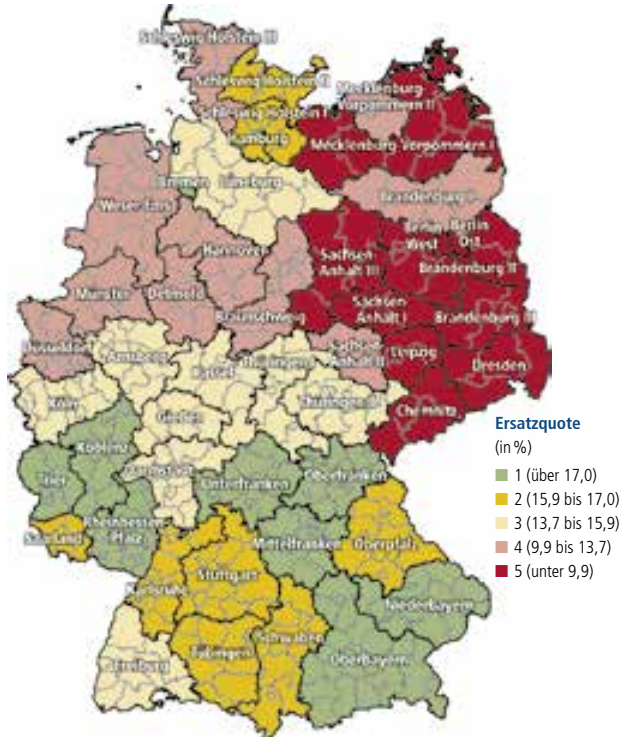 Schleswig Holstein III
Schleswig Holstein II
Mecklenburg-
Vorpommern II
Schleswig Holstein I
Hamburg
Mecklenburg-Vorpommern I
Bremen
Lüneburg
Brandenburg I
Weser-Ems
Berlin
West
Berlin
Ost
Hannover
Sachsen-
Anhalt III
Brandenburg II
Münster
Detmold
Braunschweig
Sachsen-
Anhalt I
Brandenburg III
Düsseldorf
Arnsberg
Kassel
Thüringen I
Sachsen-
Anhalt II
Leipzig
Dresden
Köln
Gießen
Thüringen II
Chemnitz
Koblenz
Darmstadt
Unterfranken
Oberfranken
Trier
Rheinhessen-
Pfalz
Saarland
Mittelfranken
Oberpfalz
Karlsruhe
Stuttgart
Niederbayern
Schwaben
Tübingen
Freiburg
Oberbayern
Ersatzquote
(in %)
1 (über 17,0)
2 (15,9 bis 17,0)
3 (13,7 bis 15,9)
4 (9,9 bis 13,7)
5 (unter 9,9)